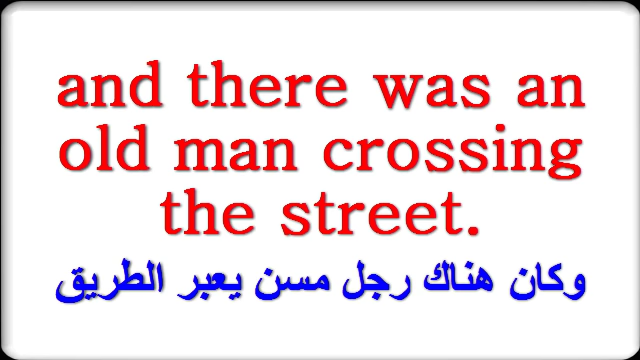 and there was an
old man crossing
the street.
وكان هناك رجل مسن يعبر الطريق